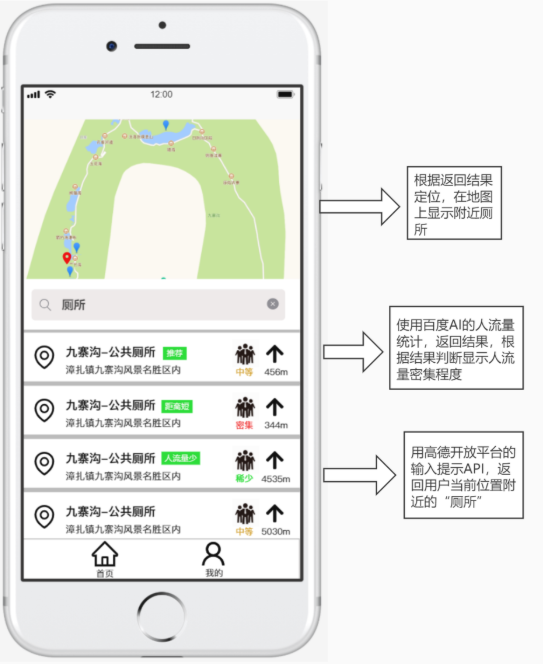 12:00
厕所
九寨沟–公共厕所 推荐
漳扎镇九寨沟风景名胜区内
中等 456m
九寨沟–公共厕所 距离短
漳扎镇九寨沟风景名胜区内
密集 344m
九寨沟–公共厕所 人流量少
漳扎镇九寨沟风景名胜区内
稀少 4535m
九寨沟–公共厕所
漳扎镇九寨沟风景名胜区内
中等 5030m
首页 我的
根据返回结果
定位，在地图
上显示附近厕
所
使用百度AI的人流量
统计，返回结果，根
据结果判断显示人流
量密集程度
用高德开放平台的
输入提示API，返
回用户当前位置附
近的“厕所”